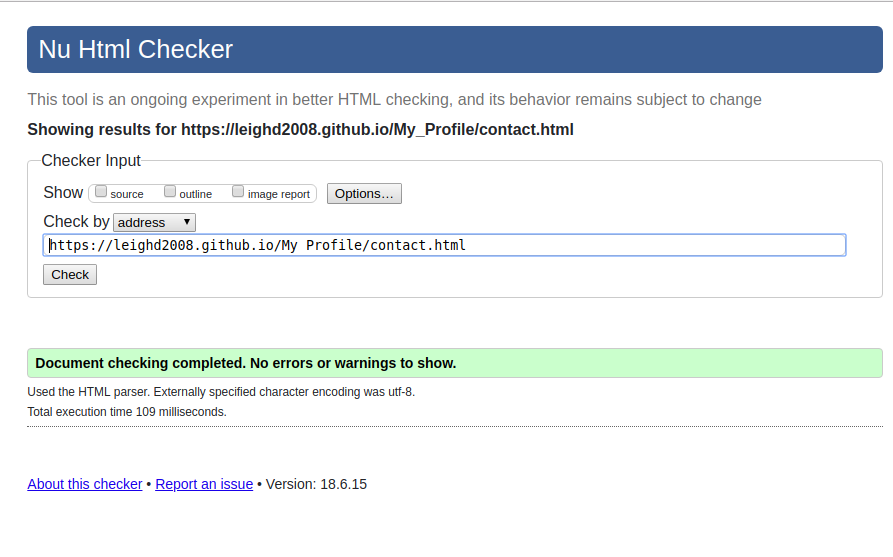 Nu Html Checker
This tool is an ongoing experiment in better HTML checking, and its behavior remains subject to change
Showing results for https://leighd2008.github.io/My_Profile/contact.html
Checker Input
Show source outline image report Options…
Check by address
https://leighd2008.github.io/My Profile/contact.html
Check
Document checking completed. No errors or warnings to show.
Used the HTML parser. Externally specified character encoding was utf-8.
Total execution time 109 milliseconds.
About this checker • Report an issue • Version: 18.6.15